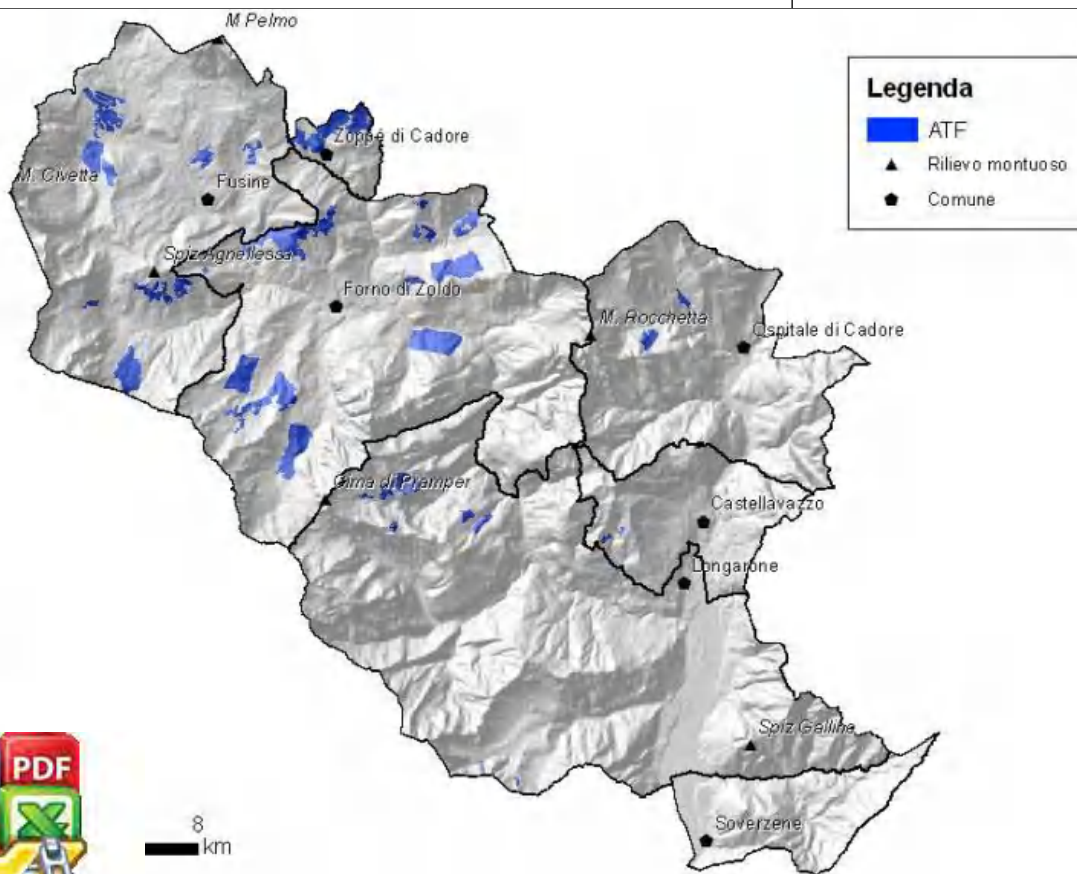 M Pelmo
Legenda
ATF
Rilievo montuoso
Comune
Zoppè di Cadore
M. Civetta
Fusine
Spiz Agnellessa
Forno di Zoldo
M. Rocchetta
Ospitale di Cadore
Cima di Pramper
Castellavazzo
Longarone
Spiz Gallina
PDF
8
km
Soverzene